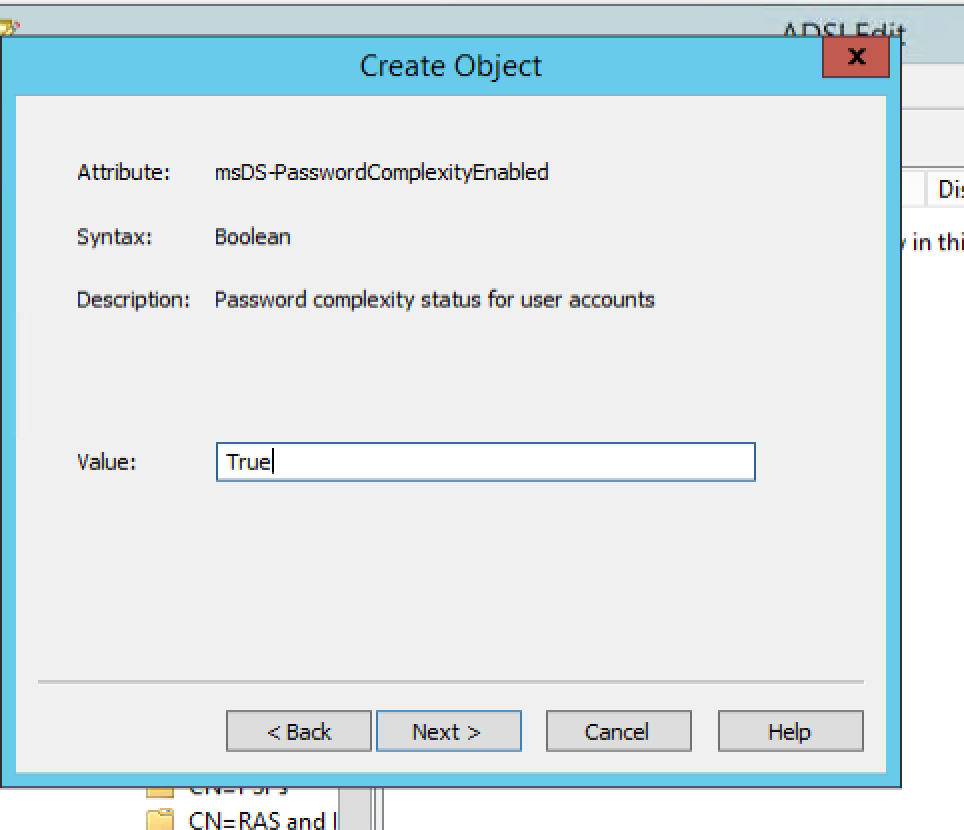 ADSI Edit
Create Object
x
Attribute: msDS-PasswordComplexityEnabled
Dis
Syntax: Boolean
in thi
Description: Password complexity status for user accounts
Value: True
< Back Next > Cancel Help
CN=PSPs
CN=RAS and I